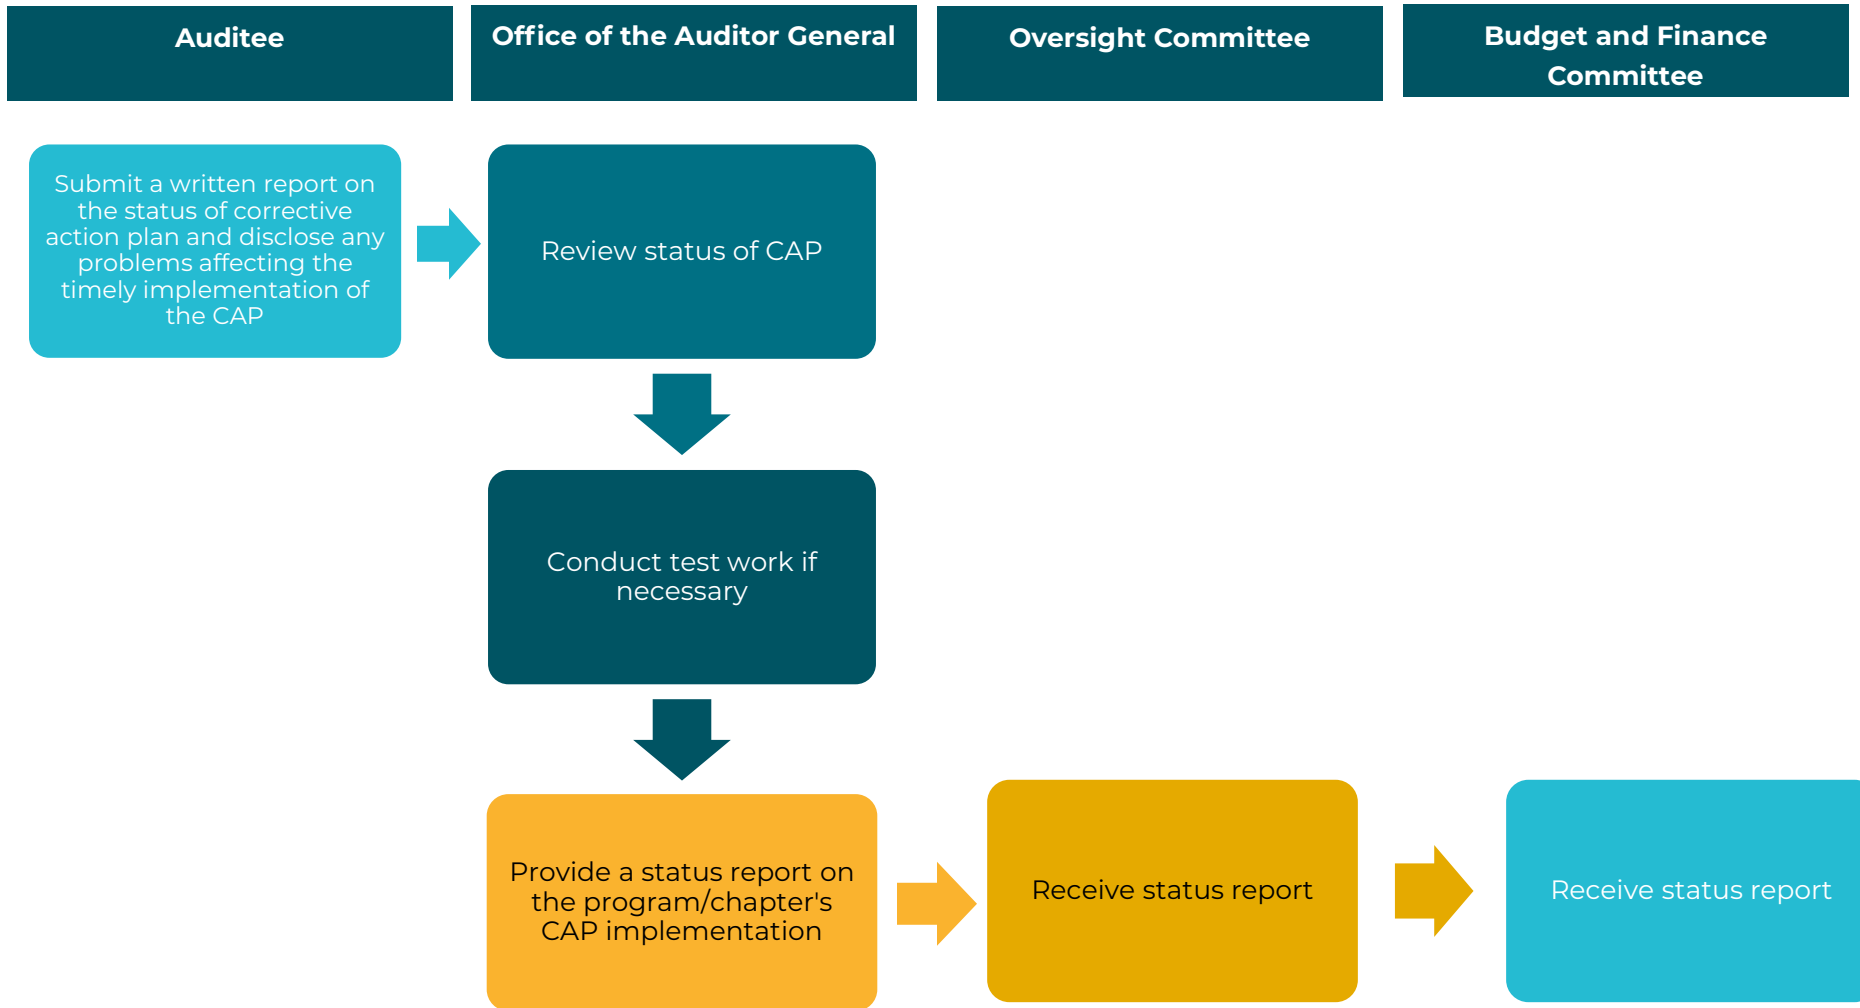 Auditee
Office of the Auditor General
Oversight Committee
Budget and Finance
Committee
Submit a written report on
the status of corrective
action plan and disclose any
problems affecting the
timely implementation of
the CAP
Review status of CAP
Conduct test work if
necessary
Provide a status report on
the program/chapter's
CAP implementation
Receive status report
Receive status report